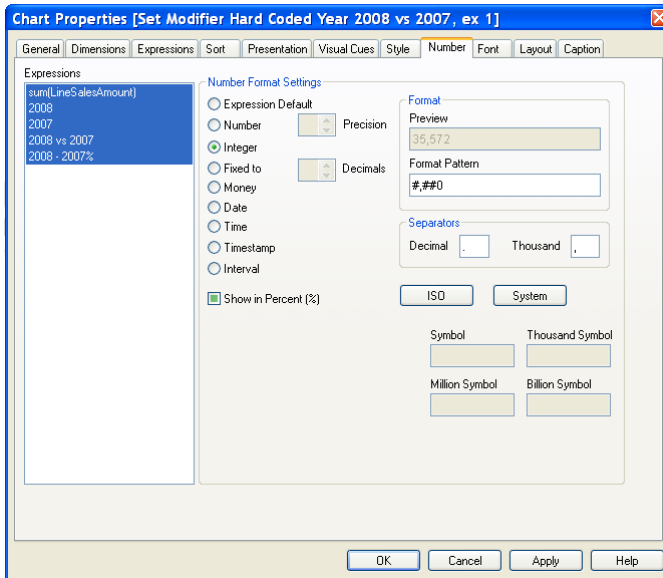 Chart Properties [Set Modifier Hard Coded Year 2008 vs 2007, ex 1]
General Dimensions Expressions Sort Presentation Visual Cues Style Number Font Layout Caption
Expressions
sum(LineSalesAmount)
2008
2007
2008 vs 2007
2008 - 2007%
Number Format Settings
Expression Default
Number Precision
Integer
Fixed to Decimals
Money
Date
Time
Timestamp
Interval
Show in Percent (%)
Format
Preview
35,572
Format Pattern
#,##0
Separators
Decimal . Thousand ,
ISO System
Symbol Thousand Symbol
Million Symbol Billion Symbol
OK Cancel Apply Help